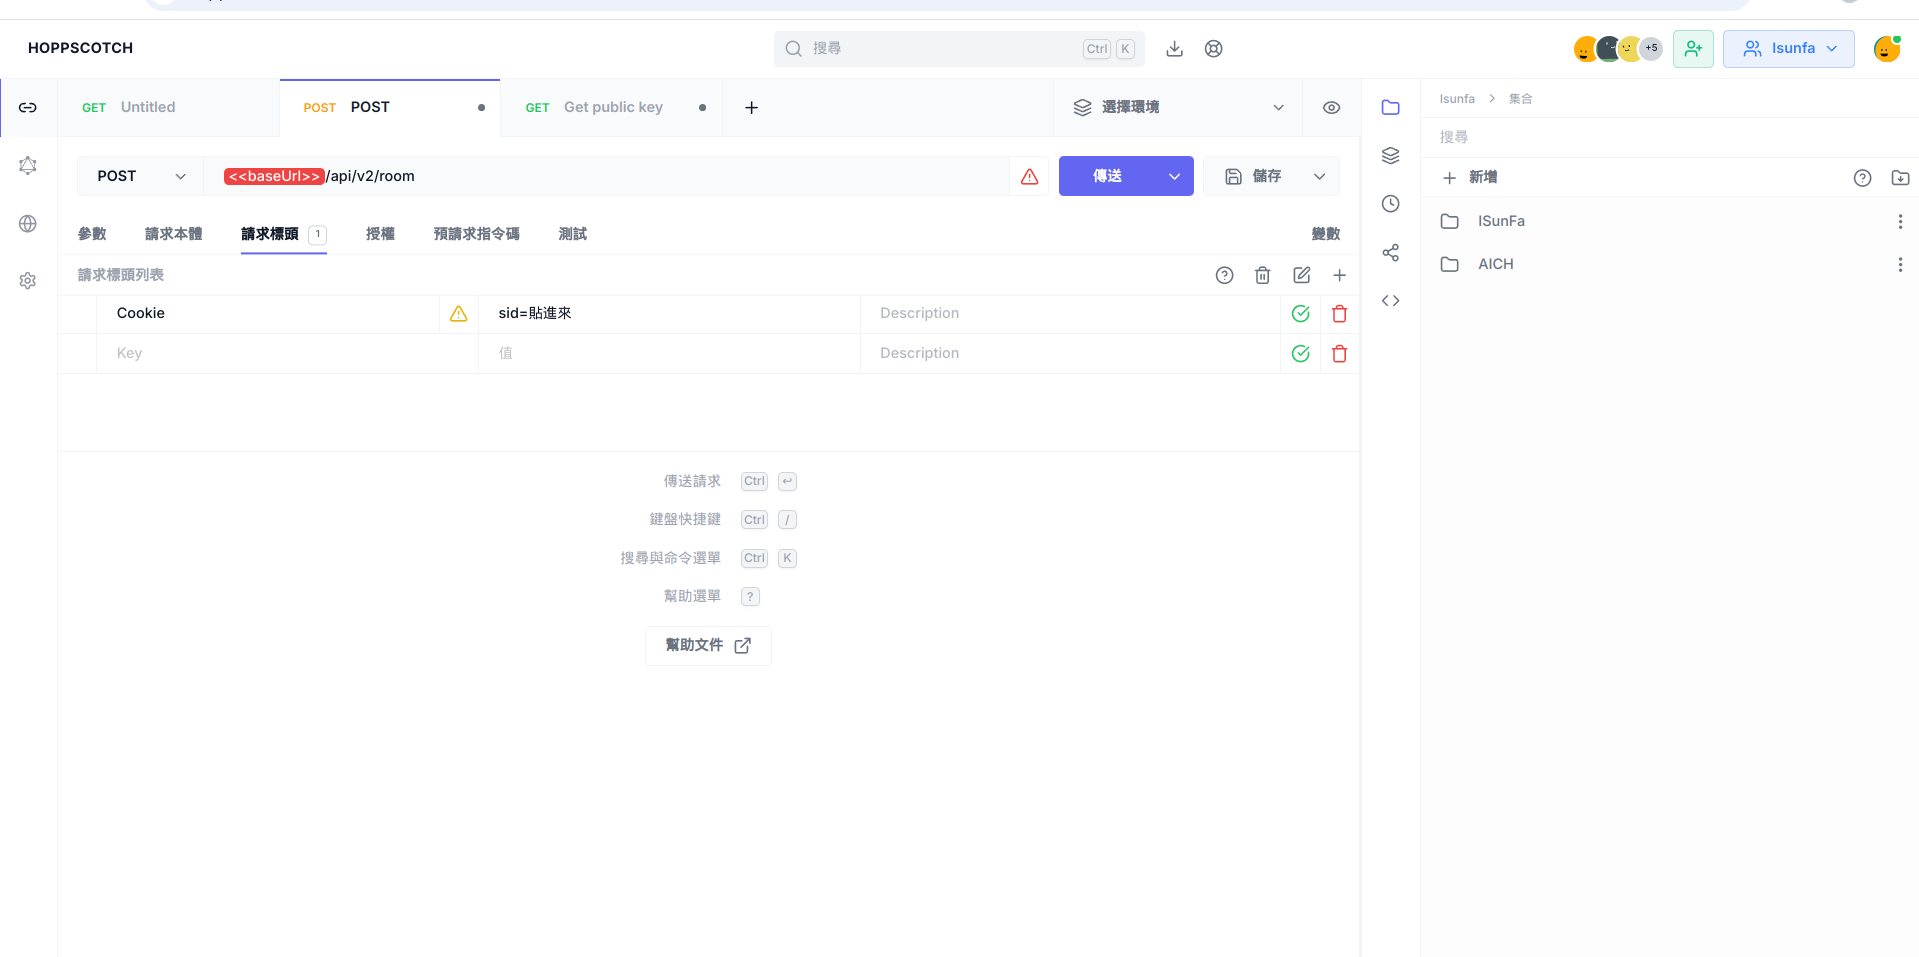 HOPPSCOTCH
搜尋
Ctrl K
+5
Isunfa
GET Untitled
POST POST
GET Get public key
選擇環境
POST
<<baseUrl>>/api/v2/room
傳送
儲存
參數
請求本體
請求標頭 1
授權
預請求指令碼
測試
變數
請求標頭列表
Cookie
sid=貼進來
Description
Key
值
Description
傳送請求 Ctrl ↩
鍵盤快捷鍵 Ctrl /
搜尋與命令選單 Ctrl K
幫助選單 ?
幫助文件
Isunfa > 集合
搜尋
新增
ISunFa
AICH